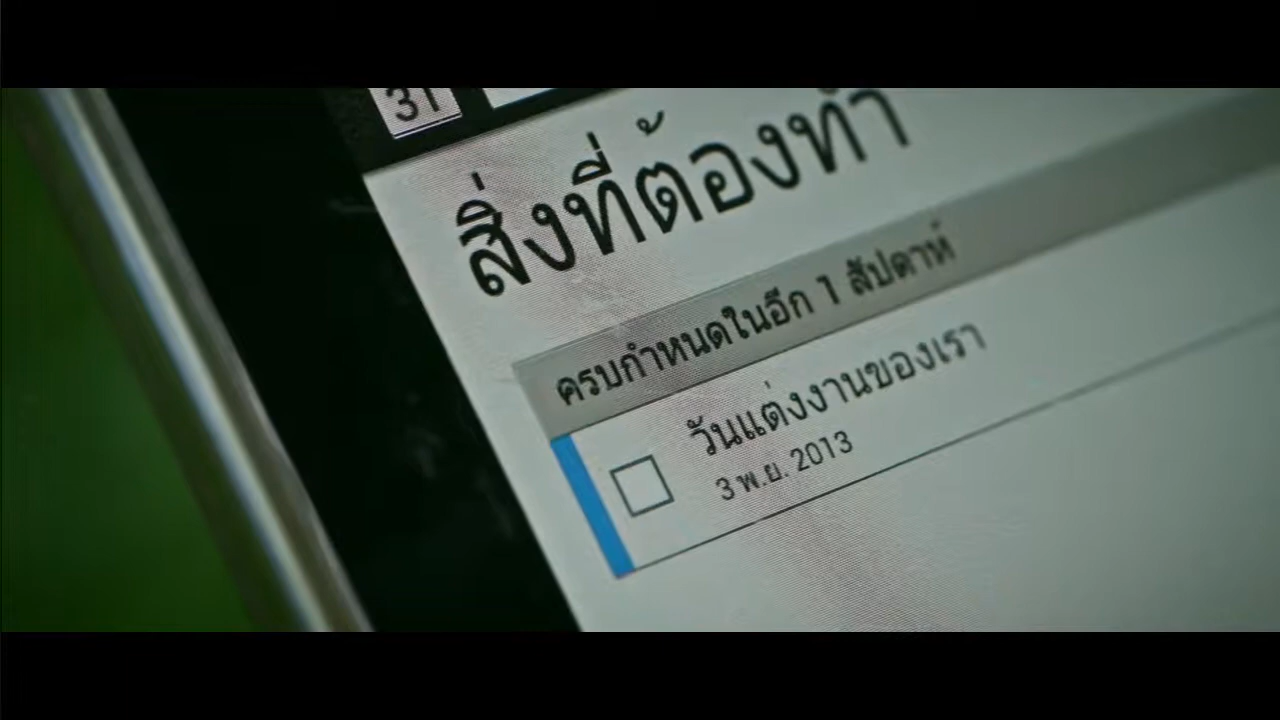 31
สิ่งที่ต้องทำ
ครบกำหนดในอีก 1 สัปดาห์
วันแต่งงานของเรา
3 พ.ย. 2013